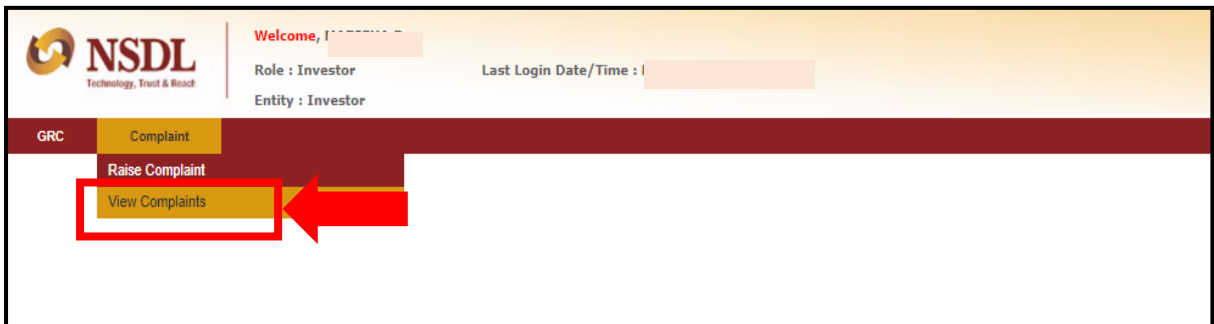 NSDL
Technology, Trust & Reach
Welcome,
Role : Investor
Last Login Date/Time :
Entity : Investor
GRC
Complaint
Raise Complaint
View Complaints